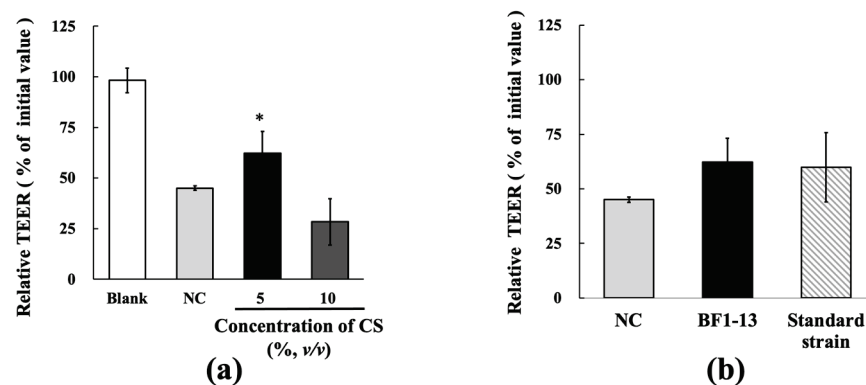 Relative TEER ( % of initial value )
125
100
75
50
25
0
*
Blank NC 5 10
Concentration of CS
(%, v/v)
(a)
Relative TEER ( % of initial value )
125
100
75
50
25
0
NC BF1-13 Standard
strain
(b)